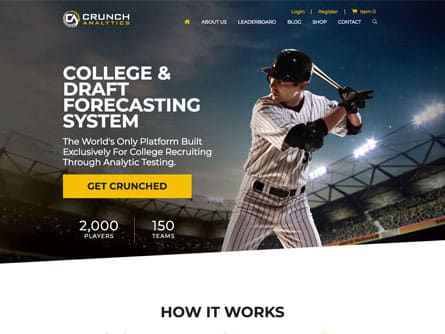 CRUNCH
ANALYTICS
Login | Register | Item 0
ABOUT US LEADERBOARD BLOG SHOP CONTACT
COLLEGE &
DRAFT
FORECASTING
SYSTEM
The World's Only Platform Built
Exclusively For College Recruiting
Through Analytic Testing.
GET CRUNCHED
2,000 150
PLAYERS TEAMS
HOW IT WORKS